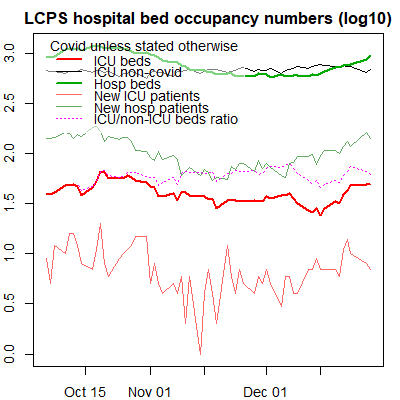 LCPS hospital bed occupancy numbers (log10)
Covid unless stated otherwise
ICU beds
ICU non-covid
Hosp beds
New ICU patients
New hosp patients
ICU/non-ICU beds ratio
3.0
2.5
2.0
1.5
1.0
0.5
0.0
Oct 15
Nov 01
Dec 01